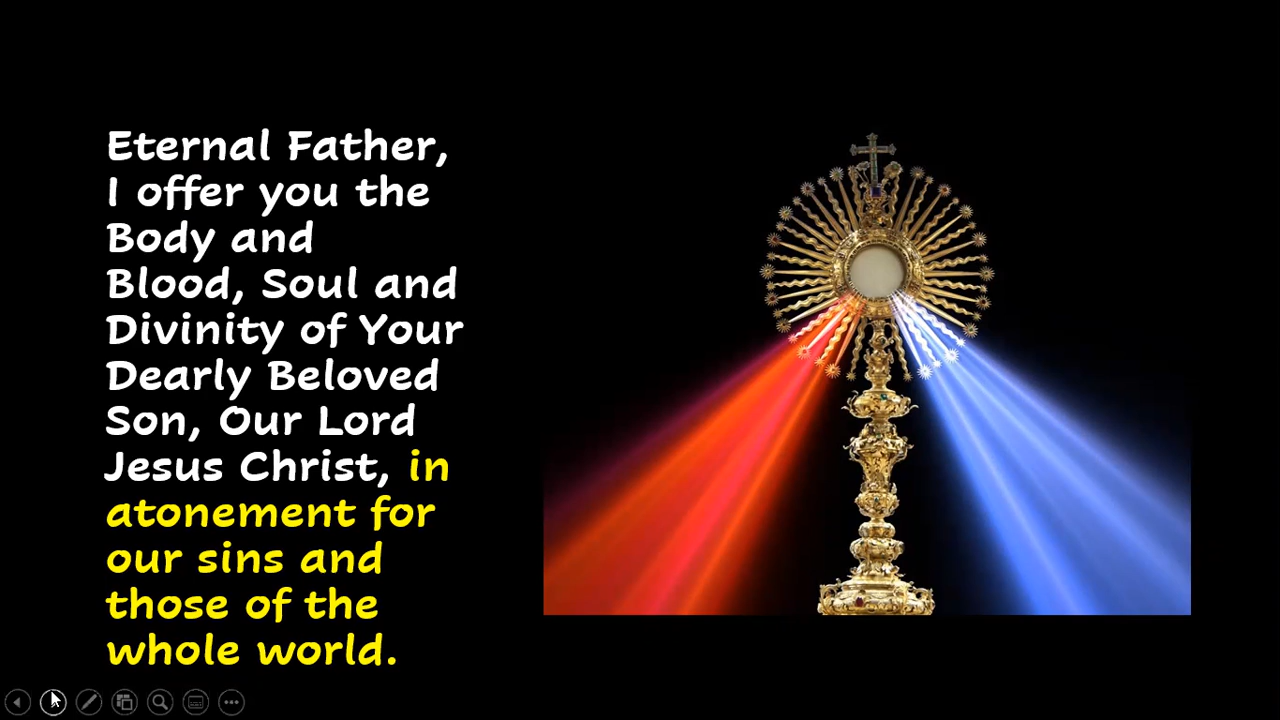 Eternal Father,
I offer you the
Body and
Blood, Soul and
Divinity of Your
Dearly Beloved
Son, Our Lord
Jesus Christ, in
atonement for
our sins and
those of the
whole world.